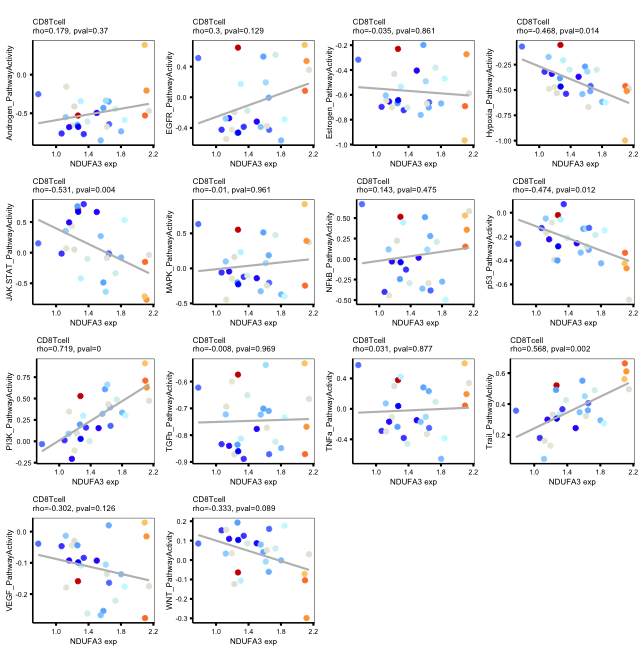 CD8Tcell
rho=0.179, pval=0.37
Androgen_PathwayActivity
0.0
-0.5
1.0 1.4 1.8 2.2
NDUFA3 exp
CD8Tcell
rho=0.3, pval=0.129
EGFR_PathwayActivity
0.4
0.0
-0.4
1.0 1.4 1.8 2.2
NDUFA3 exp
CD8Tcell
rho=-0.035, pval=0.861
Estrogen_PathwayActivity
-0.2
-0.4
-0.6
-0.8
-1.0
1.0 1.4 1.8 2.2
NDUFA3 exp
CD8Tcell
rho=-0.468, pval=0.014
Hypoxia_PathwayActivity
-0.25
-0.50
-0.75
-1.00
1.0 1.4 1.8 2.2
NDUFA3 exp
CD8Tcell
rho=-0.531, pval=0.004
JAK-STAT_PathwayActivity
0.5
0.0
-0.5
1.0 1.4 1.8 2.2
NDUFA3 exp
CD8Tcell
rho=-0.01, pval=0.961
MAPK_PathwayActivity
0.5
0.0
-0.5
1.0 1.4 1.8 2.2
NDUFA3 exp
CD8Tcell
rho=0.143, pval=0.475
NFkB_PathwayActivity
0.50
0.25
0.00
-0.25
-0.50
1.0 1.4 1.8 2.2
NDUFA3 exp
CD8Tcell
rho=-0.474, pval=0.012
p53_PathwayActivity
0.0
-0.2
-0.4
-0.6
1.0 1.4 1.8 2.2
NDUFA3 exp
CD8Tcell
rho=0.719, pval=0
PI3K_PathwayActivity
0.75
0.50
0.25
0.00
-0.25
1.0 1.4 1.8 2.2
NDUFA3 exp
CD8Tcell
rho=-0.008, pval=0.969
TGFb_PathwayActivity
-0.6
-0.7
-0.8
-0.9
1.0 1.4 1.8 2.2
NDUFA3 exp
CD8Tcell
rho=0.031, pval=0.877
TNFa_PathwayActivity
0.4
0.0
-0.4
1.0 1.4 1.8 2.2
NDUFA3 exp
CD8Tcell
rho=0.568, pval=0.002
Trail_PathwayActivity
0.6
0.4
0.2
1.0 1.4 1.8 2.2
NDUFA3 exp
CD8Tcell
rho=-0.302, pval=0.126
VEGF_PathwayActivity
0.0
-0.1
-0.2
1.0 1.4 1.8 2.2
NDUFA3 exp
CD8Tcell
rho=-0.333, pval=0.089
WNT_PathwayActivity
0.2
0.1
0.0
-0.1
-0.2
-0.3
1.0 1.4 1.8 2.2
NDUFA3 exp